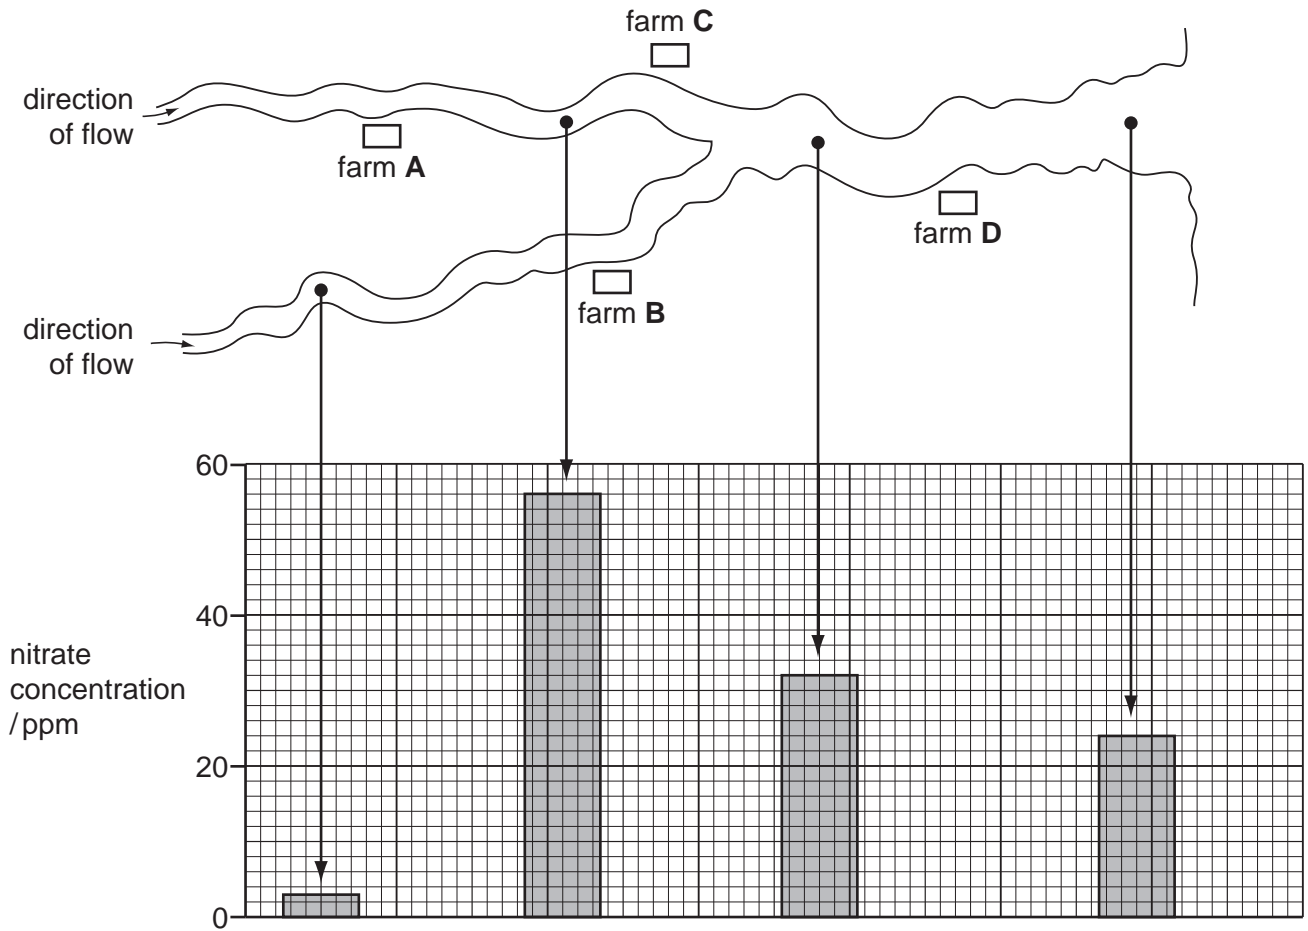 farm C
direction
of flow
farm A
farm D
farm B
direction
of flow
60
40
nitrate
concentration
/ppm
20
0